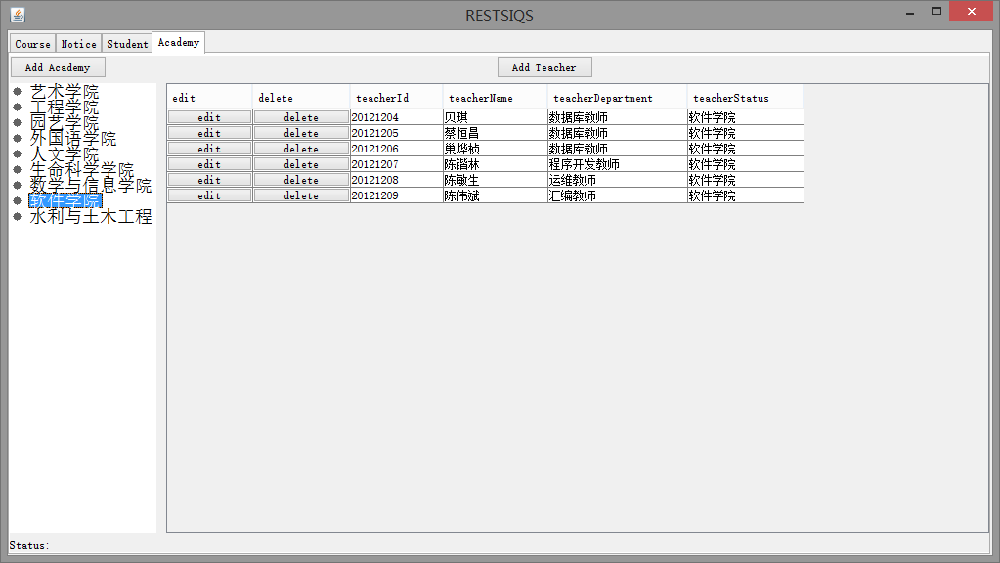 RESTSIQS
Course Notice Student Academy
Add Academy Add Teacher
艺术学院
工程学院
园艺学院
外国语学院
人文学院
生命科学学院
数学与信息学院
软件学院
水利与土木工程
edit delete teacherId teacherName teacherDepartment teacherStatus
edit delete 20121204 贝琪 数据库教师 软件学院
edit delete 20121205 蔡恒昌 数据库教师 软件学院
edit delete 20121206 巢烨桢 数据库教师 软件学院
edit delete 20121207 陈锴林 程序开发教师 软件学院
edit delete 20121208 陈敏生 运维教师 软件学院
edit delete 20121209 陈伟斌 汇编教师 软件学院
Status: